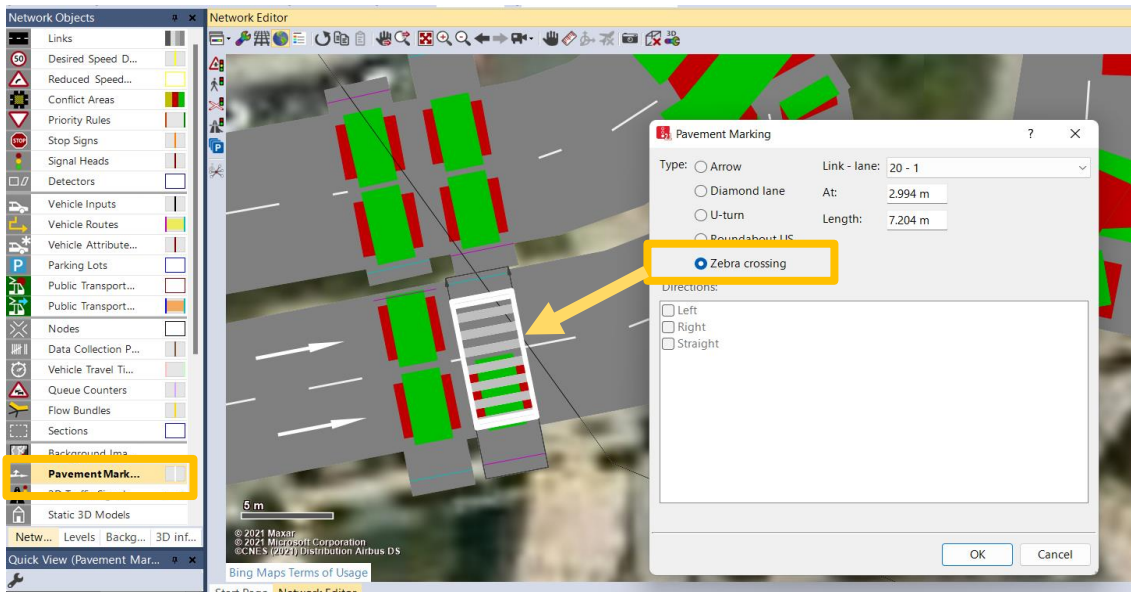 Network Objects
Links
50
Desired Speed D...
Reduced Speed...
Conflict Areas
Priority Rules
STOP
Stop Signs
Signal Heads
Detectors
Vehicle Inputs
Vehicle Routes
Vehicle Attribute...
P
Parking Lots
Public Transport...
Public Transport...
Nodes
Data Collection P...
Vehicle Travel Ti...
Queue Counters
Flow Bundles
Sections
Background Ima...
Pavement Mark...
Static 3D Models
Netw... Levels Backg... 3D inf...
Quick View (Pavement Mar...
Network Editor
3D
P
5 m
© 2021 Maxar
© 2021 Microsoft Corporation
©CNES (2021) Distribution Airbus DS
Bing Maps Terms of Usage
Start Page Network Editor
Pavement Marking ? ×
Type: Arrow Link - lane: 20 - 1
Diamond lane At: 2.994 m
U-turn Length: 7.204 m
Roundabout US
Zebra crossing
Directions:
Left
Right
Straight
OK Cancel